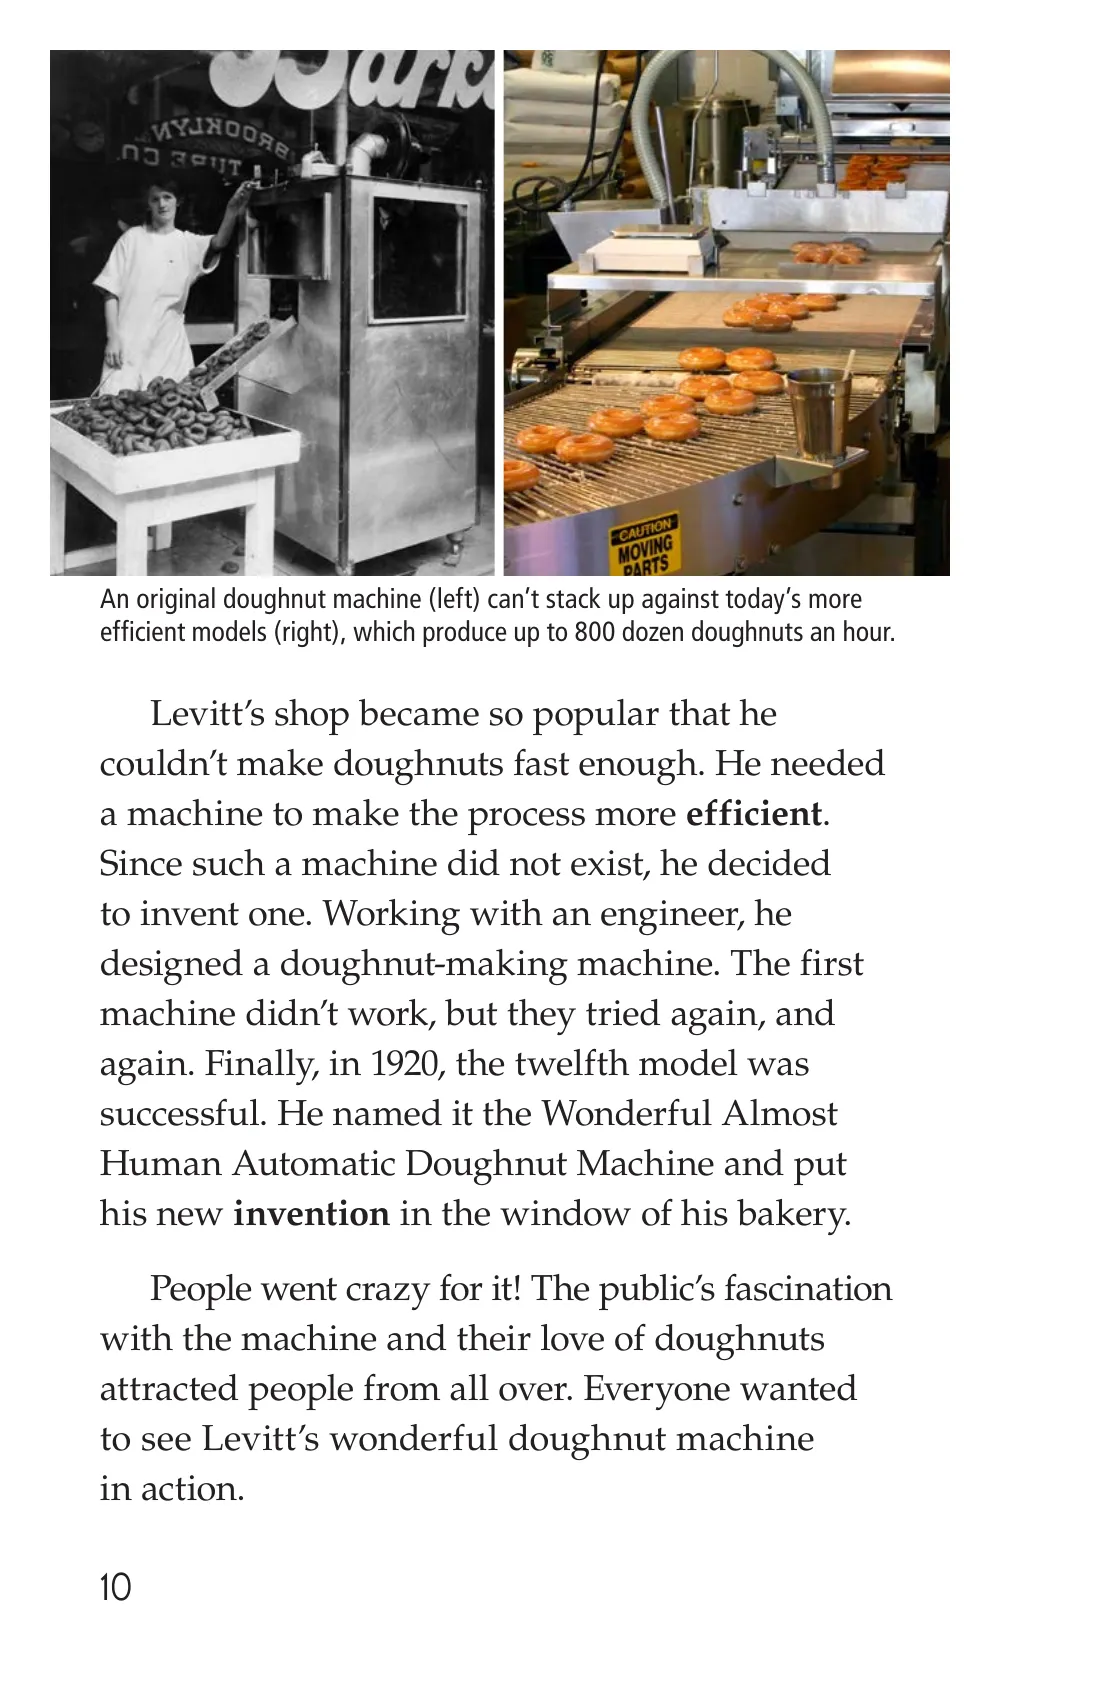 BROOKLYN
TUBE CO.
CAUTION
MOVING
PARTS
An original doughnut machine (left) can’t stack up against today’s more
efficient models (right), which produce up to 800 dozen doughnuts an hour.
Levitt’s shop became so popular that he
couldn’t make doughnuts fast enough. He needed
a machine to make the process more efficient.
Since such a machine did not exist, he decided
to invent one. Working with an engineer, he
designed a doughnut-making machine. The first
machine didn’t work, but they tried again, and
again. Finally, in 1920, the twelfth model was
successful. He named it the Wonderful Almost
Human Automatic Doughnut Machine and put
his new invention in the window of his bakery.
People went crazy for it! The public’s fascination
with the machine and their love of doughnuts
attracted people from all over. Everyone wanted
to see Levitt’s wonderful doughnut machine
in action.
10